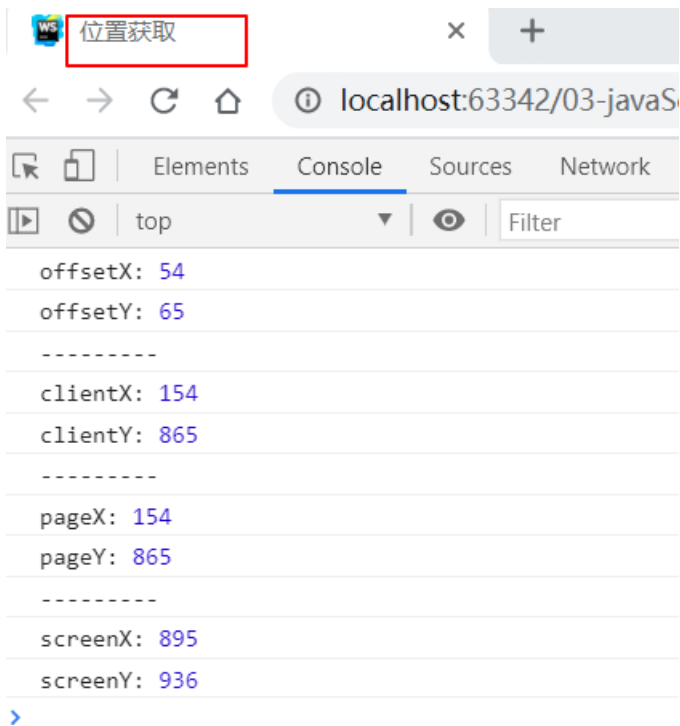 WS 位置获取
localhost:63342/03-javaS
Elements Console Sources Network
top Filter
offsetX: 54
offsetY: 65
---------
clientX: 154
clientY: 865
---------
pageX: 154
pageY: 865
---------
screenX: 895
screenY: 936